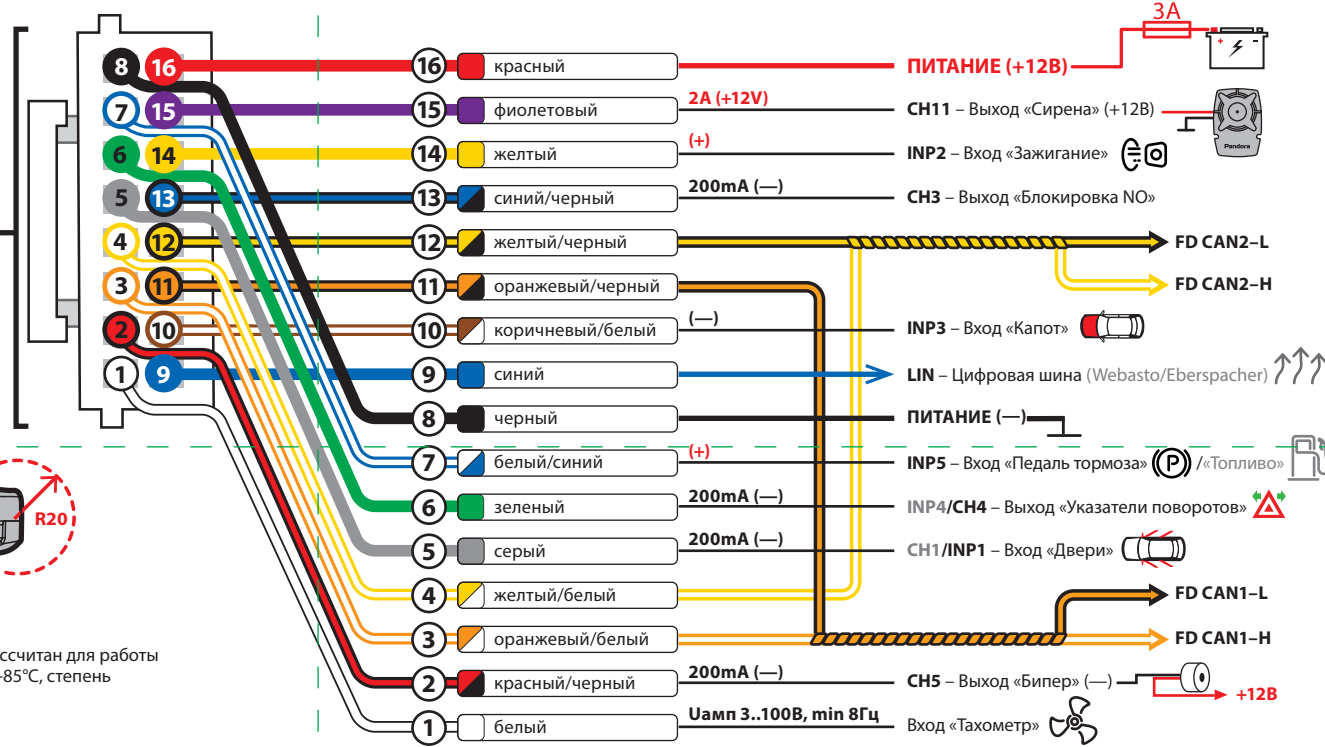 3A
8 16 16 красный ПИТАНИЕ (+12В) + -
7 15 15 фиолетовый 2A (+12V) CH11 – Выход «Сирена» (+12В)
Pandora
6 14 14 желтый (+) INP2 – Вход «Зажигание»
5 13 13 синий/черный 200mA (—) CH3 – Выход «Блокировка NO»
4 12 12 желтый/черный FD CAN2–L
FD CAN2–H
3 11 11 оранжевый/черный
2 10 10 коричневый/белый (—) INP3 – Вход «Капот»
1 9 9 синий LIN – Цифровая шина (Webasto/Eberspacher)
8 черный ПИТАНИЕ (—)
7 белый/синий (+) INP5 – Вход «Педаль тормоза» (P) /«Топливо»
R20
6 зеленый 200mA (—) INP4/CH4 – Выход «Указатели поворотов»
5 серый 200mA (—) CH1/INP1 – Вход «Двери»
4 желтый/белый FD CAN1–L
3 оранжевый/белый FD CAN1–H
ссчитан для работы
-85°C, степень
2 красный/черный 200mA (—) CH5 – Выход «Бипер» (—) +12В
1 белый Uамп 3..100В, min 8Гц Вход «Тахометр»